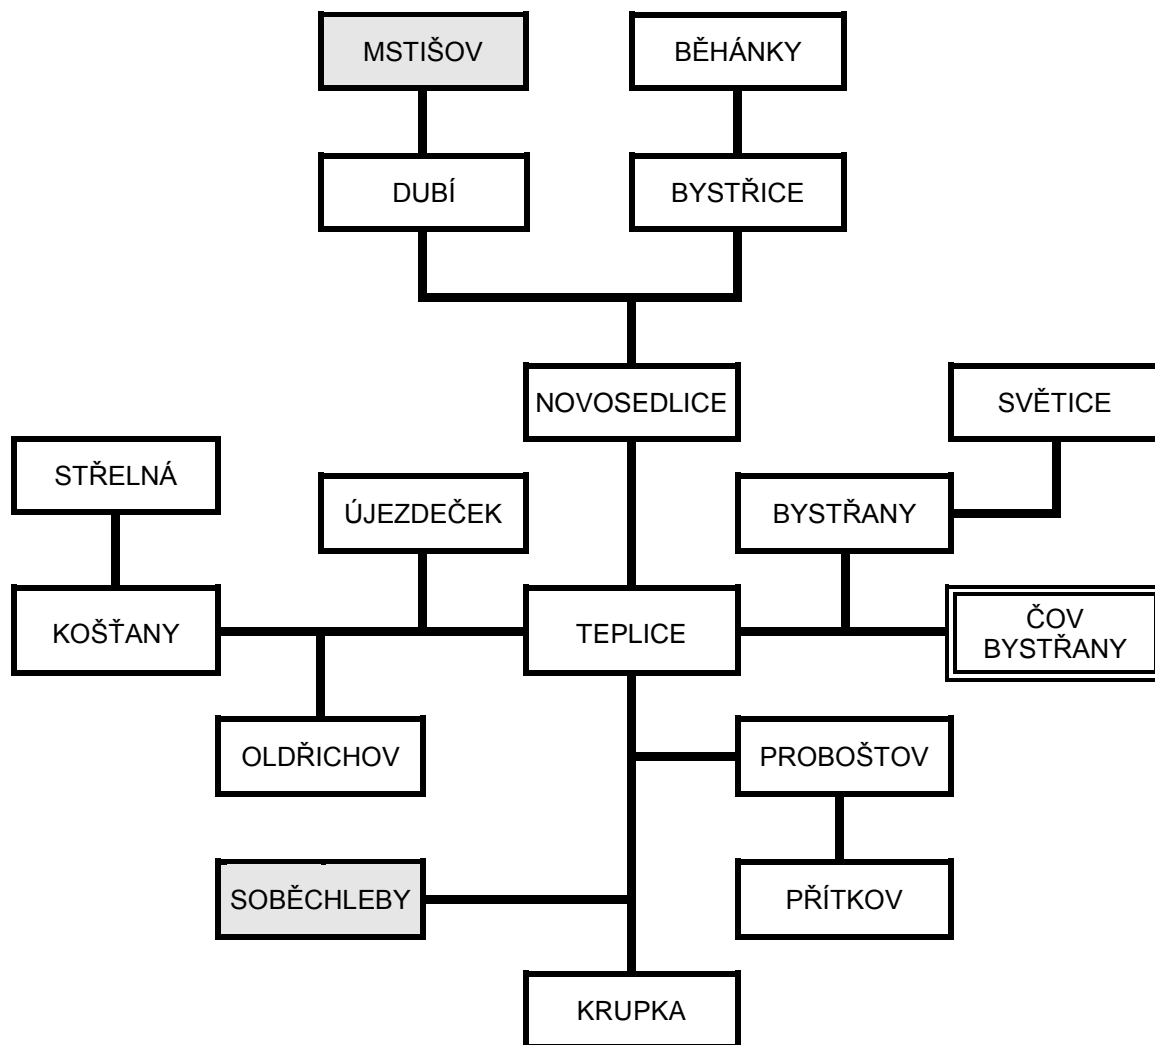 MSTIŠOV
BĚHÁNKY
DUBÍ
BYSTŘICE
NOVOSEDLICE
SVĚTICE
STŘELNÁ
ÚJEZDEČEK
BYSTŘANY
KOŠŤANY
TEPLICE
ČOV
BYSTŘANY
OLDŘICHOV
PROBOŠTOV
SOBĚCHLEBY
PŘÍTKOV
KRUPKA